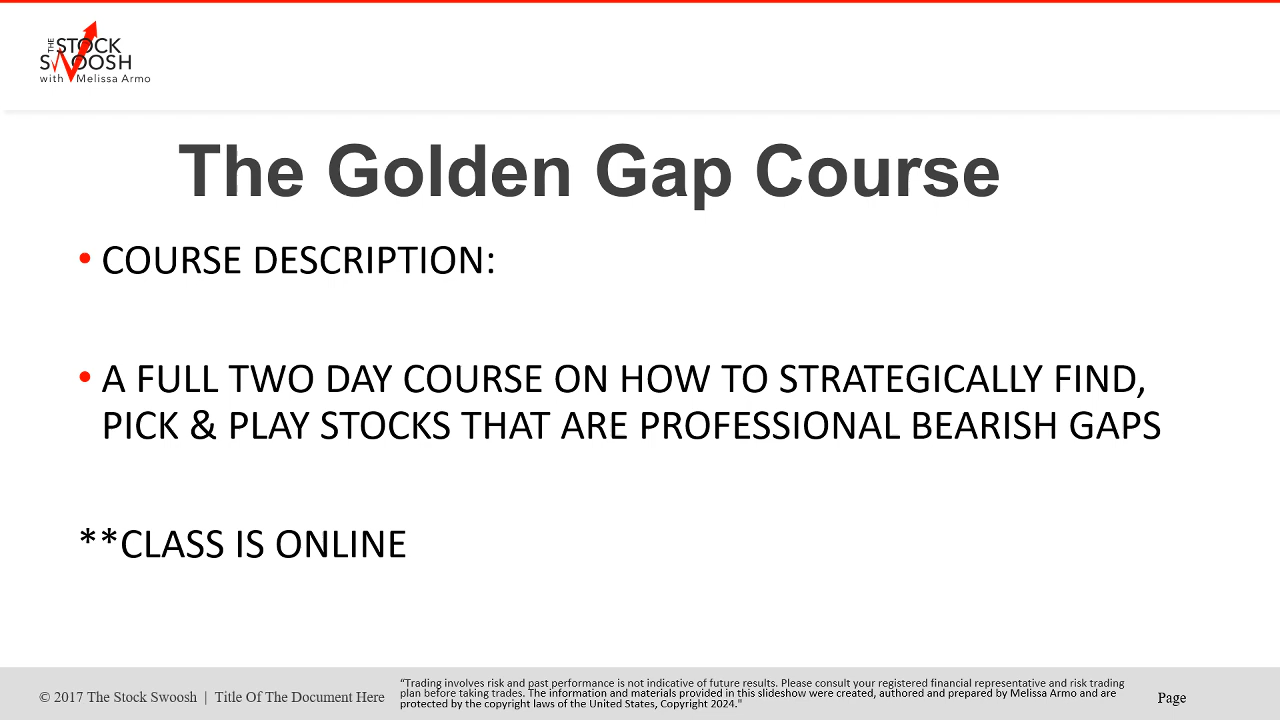 THE STOCK
SWOOSH
with Melissa Armo
The Golden Gap Course
• COURSE DESCRIPTION:
• A FULL TWO DAY COURSE ON HOW TO STRATEGICALLY FIND,
PICK & PLAY STOCKS THAT ARE PROFESSIONAL BEARISH GAPS
**CLASS IS ONLINE
© 2017 The Stock Swoosh | Title Of The Document Here
"Trading involves risk and past performance is not indicative of future results. Please consult your registered financial representative and risk trading
plan before taking trades. The information and materials provided in this slideshow were created, authored and prepared by Melissa Armo and are
protected by the copyright laws of the United States, Copyright 2024."
Page